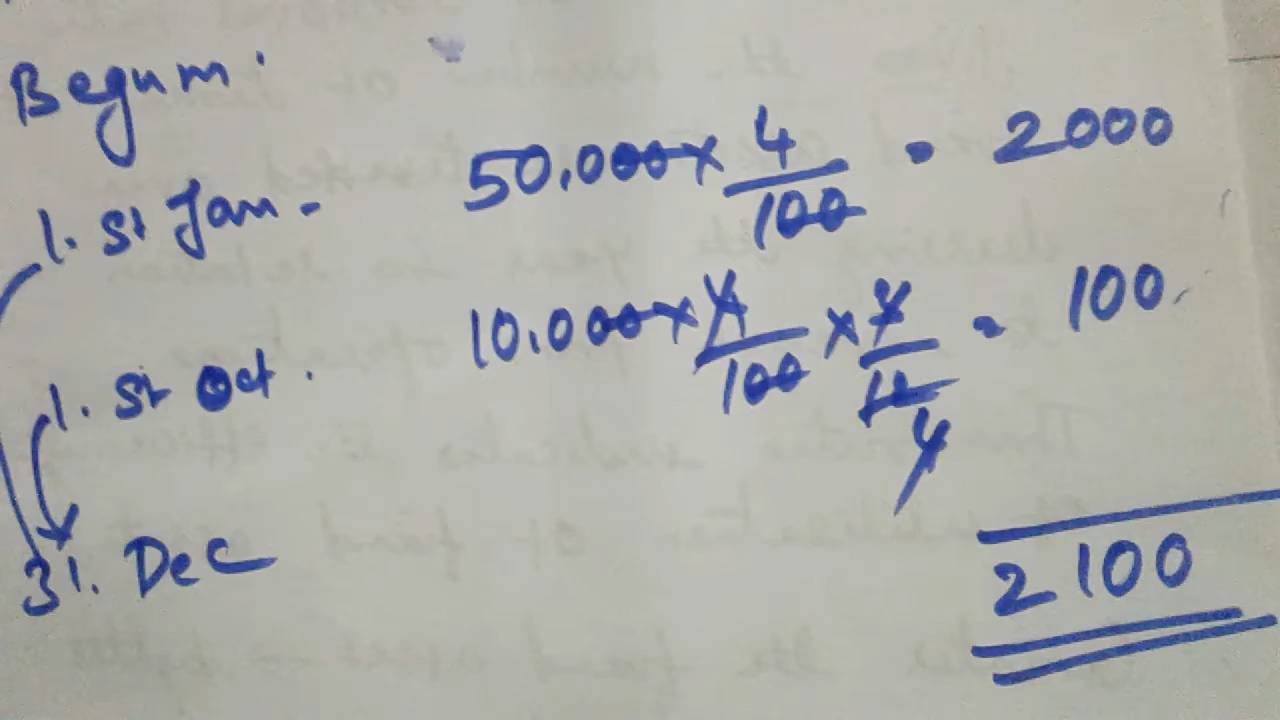 Begum.
1. st Jan - 50,000 x 4/100 = 2000
1. st Oct. 10,000 x 4/100 x 3/12 = 100
4
31. Dec
2100